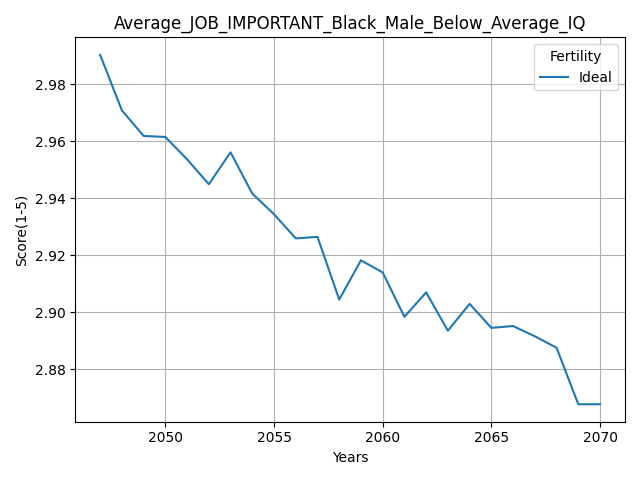 Average_JOB_IMPORTANT_Black_Male_Below_Average_IQ
Fertility
Ideal
Score(1-5)
2.98
2.96
2.94
2.92
2.90
2.88
2050
2055
2060
2065
2070
Years